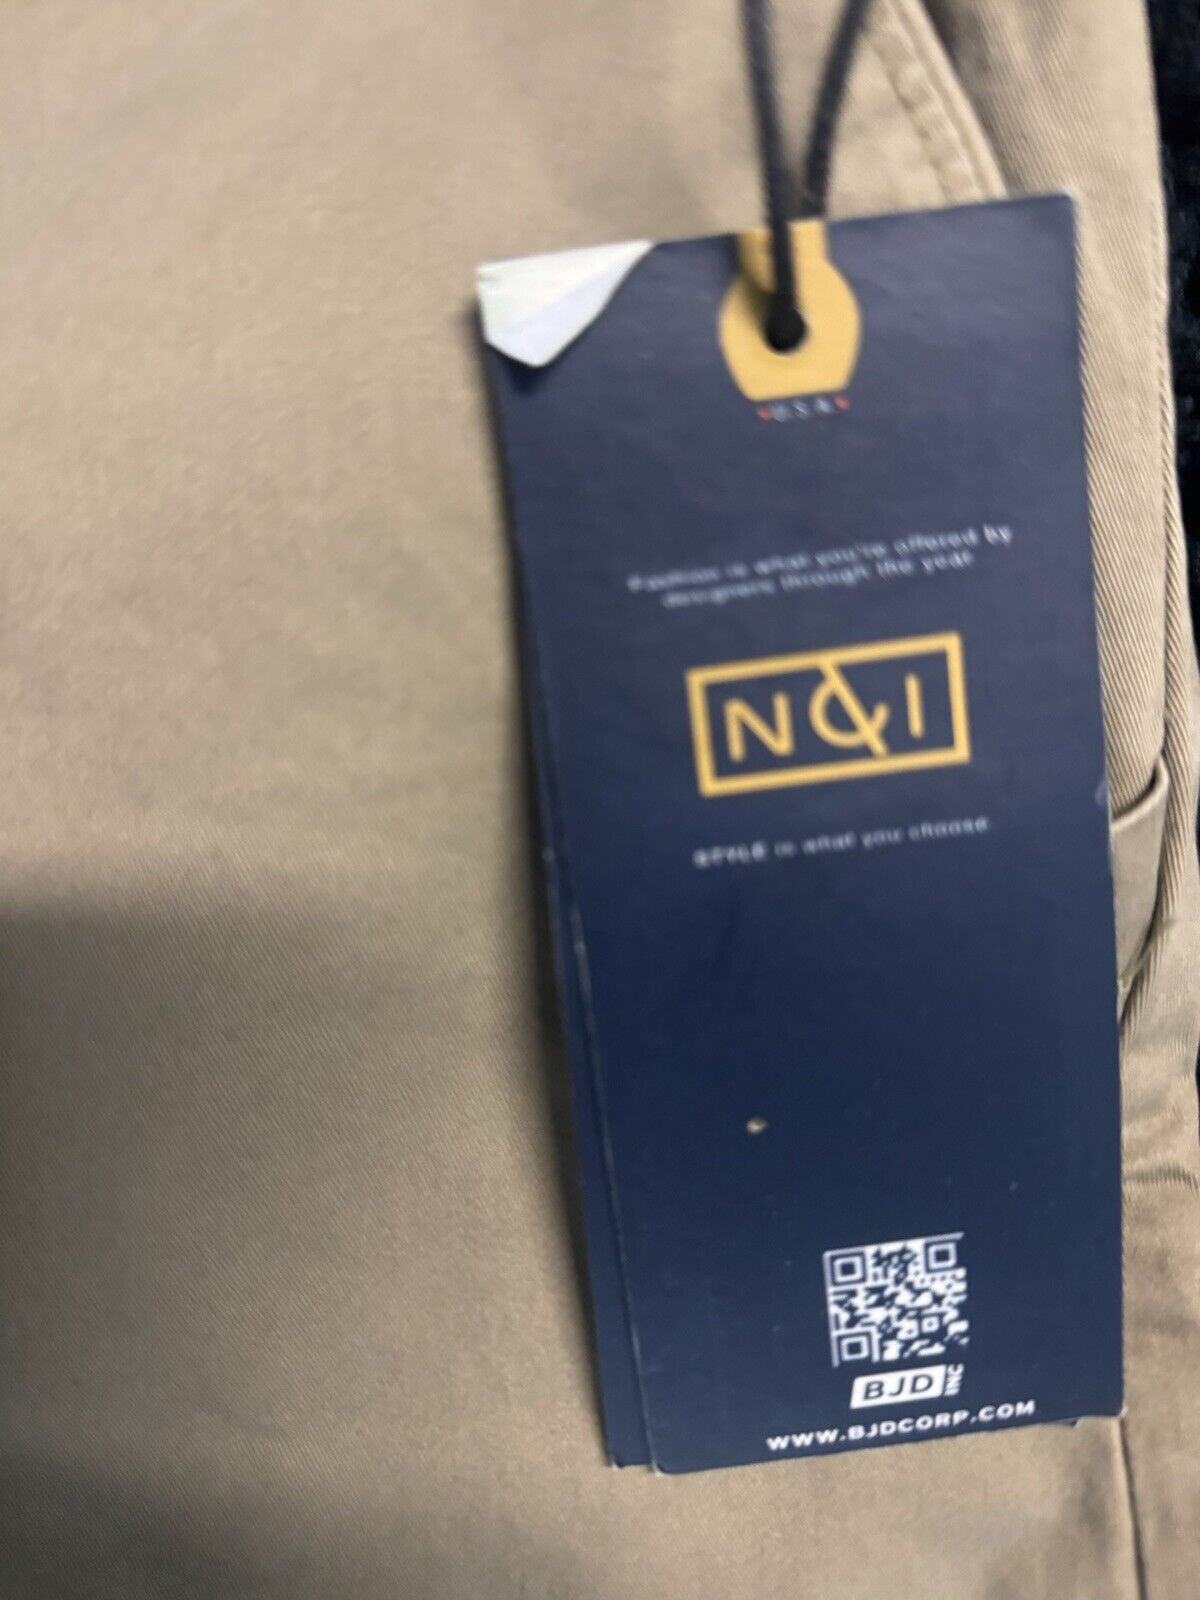 U.S.A.
Fashion is what you're offered by
designers through the year.
N&I
STYLE is what you choose.
BJD INC
WWW.BJDCORP.COM